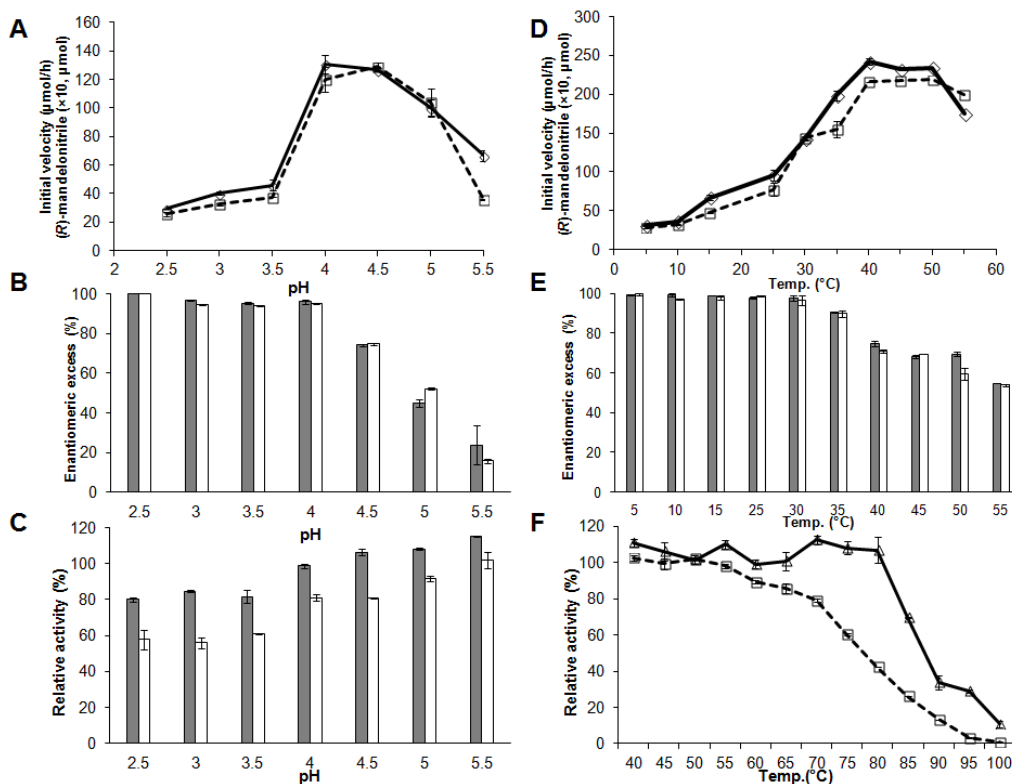 A
Initial velocity (μmol/h)
(R)-mandelonitrile (×10, μmol)
160
140
120
100
80
60
40
20
0
2 2.5 3 3.5 4 4.5 5 5.5
pH
B
Enantiomeric excess (%)
100
80
60
40
20
0
2.5 3 3.5 4 4.5 5 5.5
pH
C
Relative activity (%)
120
100
80
60
40
20
0
2.5 3 3.5 4 4.5 5 5.5
pH
D
Initial velocity (μmol/h)
(R)-mandelonitrile (×10, μmol)
300
250
200
150
100
50
0
0 10 20 30 40 50 60
Temp. (°C)
E
Enantiomeric excess (%)
100
80
60
40
20
0
5 10 15 25 30 35 40 45 50 55
Temp. (°C)
F
Relative activity (%)
120
100
80
60
40
20
0
40 45 50 55 60 65 70 75 80 85 90 95 100
Temp.(°C)